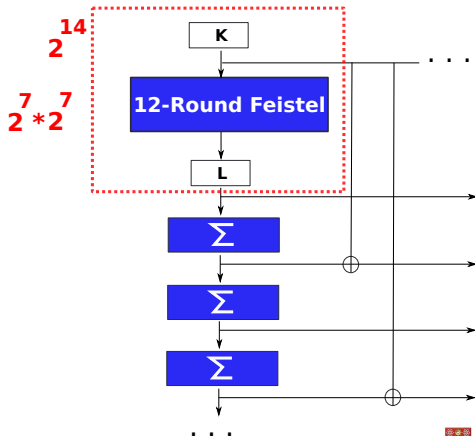 2^14
K
. . .
12-Round Feistel
2^7 * 2^7
L
Σ
Σ
Σ
. . .